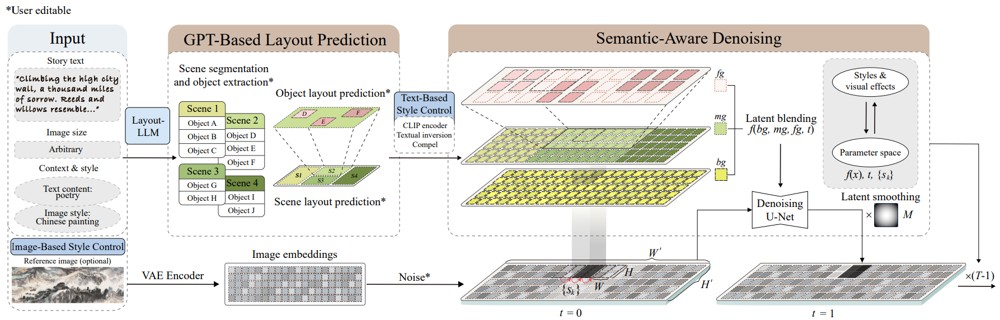 *User editable
Input
Story text
"Climbing the high city
wall, a thousand miles
of sorrow. Reeds and
willows resemble..."
Image size
Arbitrary
Context & style
Text content:
poetry
Image style:
Chinese painting
Image-Based Style Control
Reference image (optional)
Layout-
LLM
GPT-Based Layout Prediction
Scene segmentation
and object extraction*
Scene 1
Object A
Object B
Object C
Scene 2
Object D
Object E
Object F
Scene 3
Object G
Object H
Scene 4
Object I
Object J
Object layout prediction*
D
E
F
S1
S2
S3
S4
Scene layout prediction*
Text-Based
Style Control
CLIP encoder
Textual inversion
Compel
Semantic-Aware Denoising
fg
mg
bg
Latent blending
f(bg, mg, fg, t)
Styles &
visual effects
Parameter space
f(x), t, {sₖ}
Denoising
U-Net
Latent smoothing
× M
VAE Encoder
Image embeddings
Noise*
{sₖ}
W
H
W'
H'
t = 0
t = 1
×(T-1)